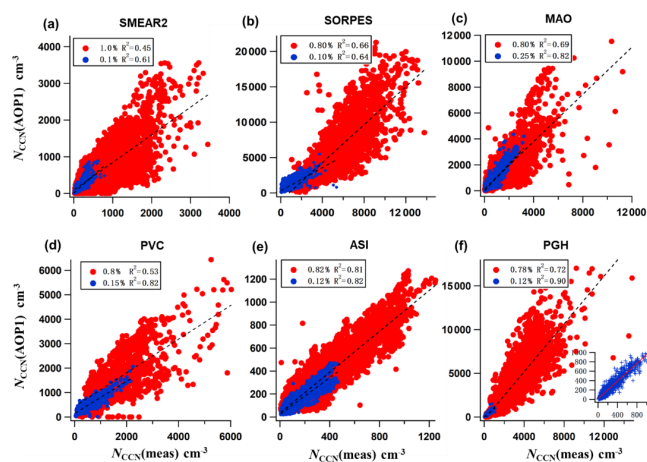 (a) SMEAR2
1.0% R²=0.45
0.1% R²=0.61
4000
3000
2000
1000
0
0 1000 2000 3000 4000
(b) SORPES
0.80% R²=0.66
0.10% R²=0.64
20000
15000
10000
5000
0
0 4000 8000 12000
(c) MAO
0.80% R²=0.69
0.25% R²=0.82
12000
10000
8000
6000
4000
2000
0
0 4000 8000 12000
N_CCN(AOP1) cm⁻³
(d) PVC
0.8% R²=0.53
0.15% R²=0.82
6000
5000
4000
3000
2000
1000
0
0 2000 4000 6000
(e) ASI
0.82% R²=0.81
0.12% R²=0.82
1200
1000
800
600
400
200
0
0 400 800 1200
(f) PGH
0.78% R²=0.72
0.12% R²=0.90
15000
10000
5000
0
0 4000 8000
800
600
400
200
0
0 400 800
N_CCN(AOP1) cm⁻³
N_CCN(meas) cm⁻³
N_CCN(meas) cm⁻³
N_CCN(meas) cm⁻³